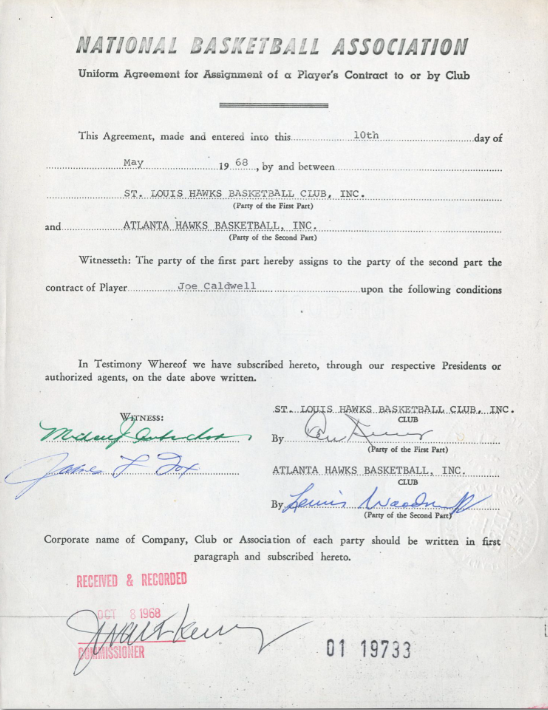 NATIONAL BASKETBALL ASSOCIATION
Uniform Agreement for Assignment of a Player's Contract to or by Club
This Agreement, made and entered into this 10th day of
May 1968, by and between
ST. LOUIS HAWKS BASKETBALL CLUB, INC.
(Party of the First Part)
and ATLANTA HAWKS BASKETBALL, INC.
(Party of the Second Part)
Witnesseth: The party of the first part hereby assigns to the party of the second part the
contract of Player Joe Caldwell upon the following conditions
In Testimony Whereof we have subscribed hereto, through our respective Presidents or
authorized agents, on the date above written.
WITNESS:
James L Fox
ST. LOUIS HAWKS BASKETBALL CLUB, INC.
CLUB
By
(Party of the First Part)
ATLANTA HAWKS BASKETBALL, INC.
CLUB
By Lewis
(Party of the Second Part)
Corporate name of Company, Club or Association of each party should be written in first
paragraph and subscribed hereto.
RECEIVED & RECORDED
OCT 8 1968
COMMISSIONER
01 19733